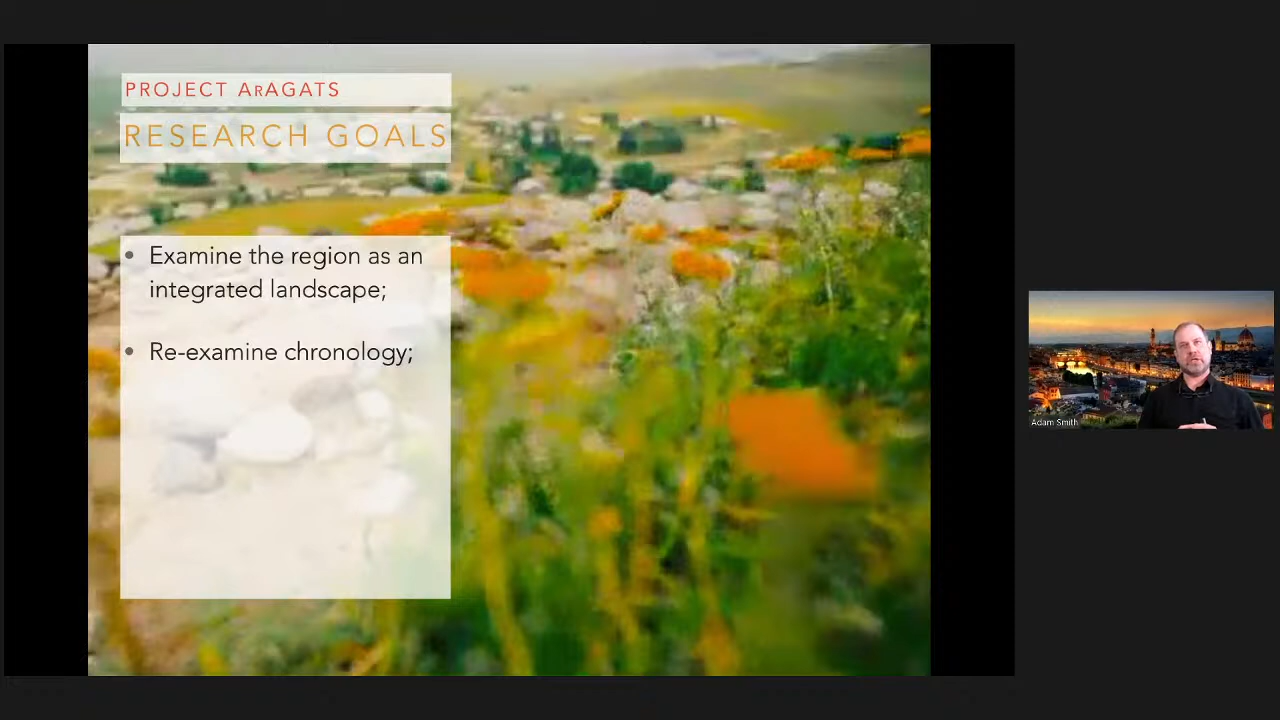 PROJECT ArAGATS
RESEARCH GOALS
• Examine the region as an
integrated landscape;
• Re-examine chronology;
Adam Smith